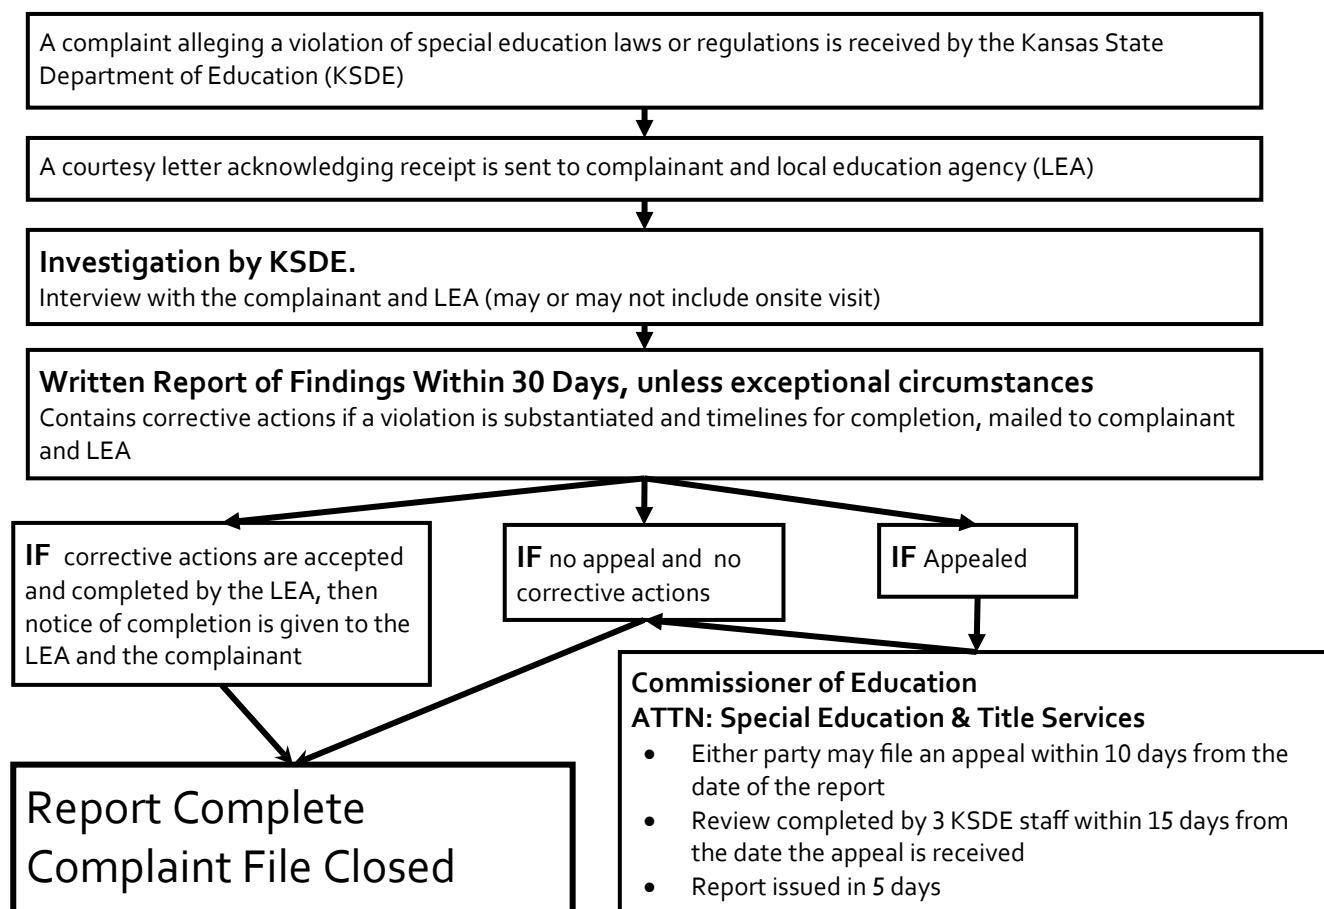 A complaint alleging a violation of special education laws or regulations is received by the Kansas State
Department of Education (KSDE)
A courtesy letter acknowledging receipt is sent to complainant and local education agency (LEA)
Investigation by KSDE.
Interview with the complainant and LEA (may or may not include onsite visit)
Written Report of Findings Within 30 Days, unless exceptional circumstances
Contains corrective actions if a violation is substantiated and timelines for completion, mailed to complainant
and LEA
IF corrective actions are accepted
and completed by the LEA, then
notice of completion is given to the
LEA and the complainant
IF no appeal and no
corrective actions
IF Appealed
Commissioner of Education
ATTN: Special Education & Title Services
• Either party may file an appeal within 10 days from the
date of the report
• Review completed by 3 KSDE staff within 15 days from
the date the appeal is received
• Report issued in 5 days
Report Complete
Complaint File Closed